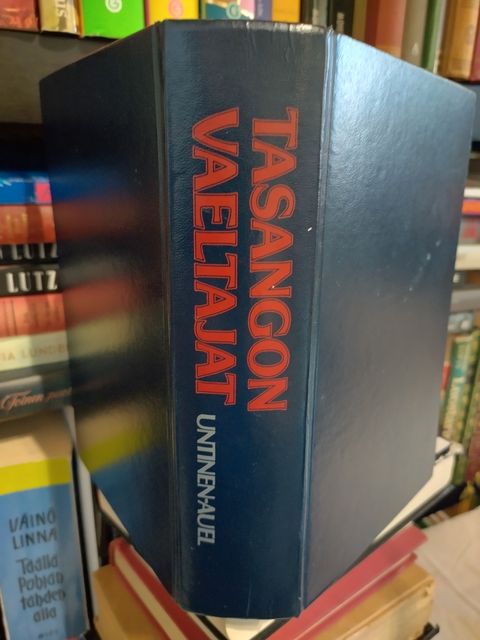 TASANGON
VAELTAJAT
UNTINEN-AUEL
LUTZ
LUTZ
VÄINÖ
LINNA
Täällä
Pohjan
tähden
alla